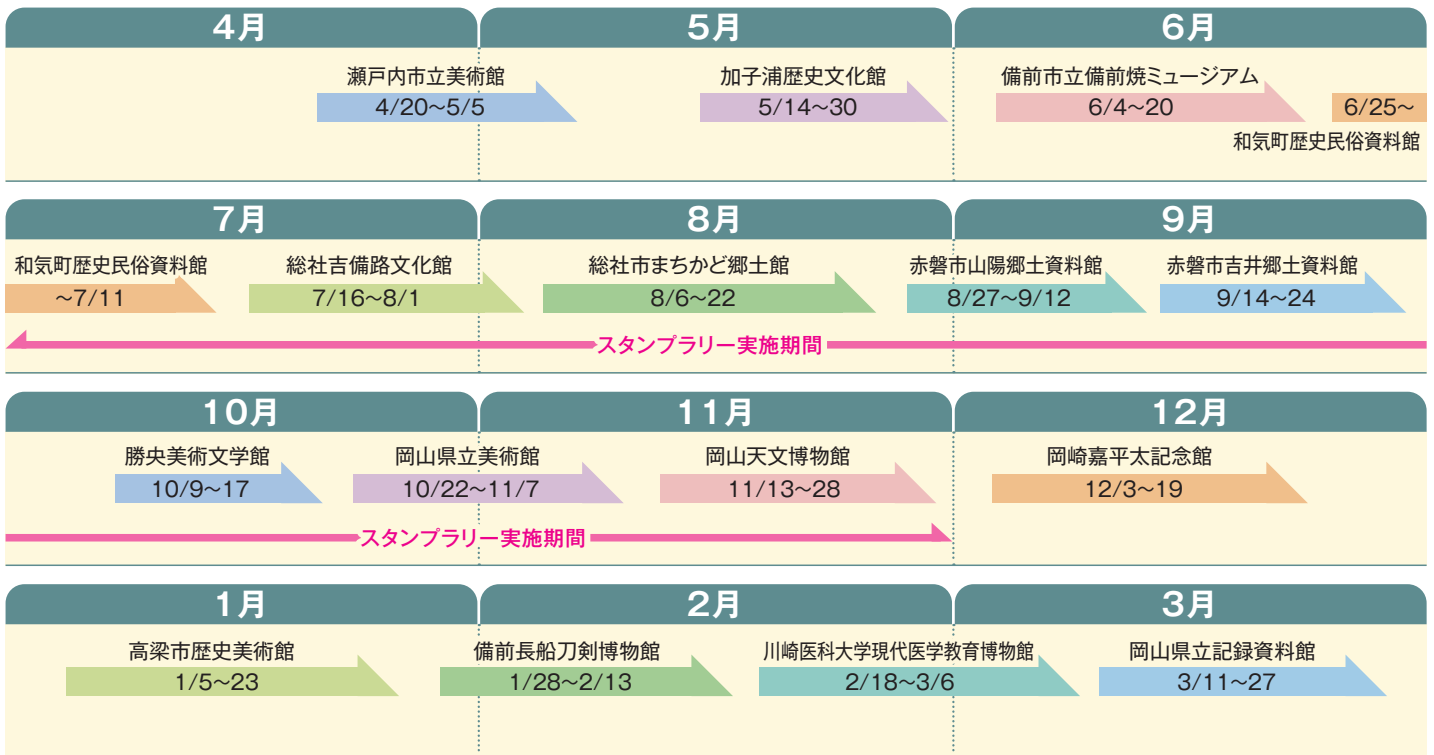 4月
5月
6月
瀬戸内市立美術館
4/20~5/5
加子浦歴史文化館
5/14~30
備前市立備前焼ミュージアム
6/4~20
6/25~
和気町歴史民俗資料館
7月
8月
9月
和気町歴史民俗資料館
~7/11
総社吉備路文化館
7/16~8/1
総社市まちかど郷土館
8/6~22
赤磐市山陽郷土資料館
8/27~9/12
赤磐市吉井郷土資料館
9/14~24
スタンプラリー実施期間
10月
11月
12月
勝央美術文学館
10/9~17
岡山県立美術館
10/22~11/7
岡山天文博物館
11/13~28
岡崎嘉平太記念館
12/3~19
スタンプラリー実施期間
1月
2月
3月
高梁市歴史美術館
1/5~23
備前長船刀剣博物館
1/28~2/13
川崎医科大学現代医学教育博物館
2/18~3/6
岡山県立記録資料館
3/11~27